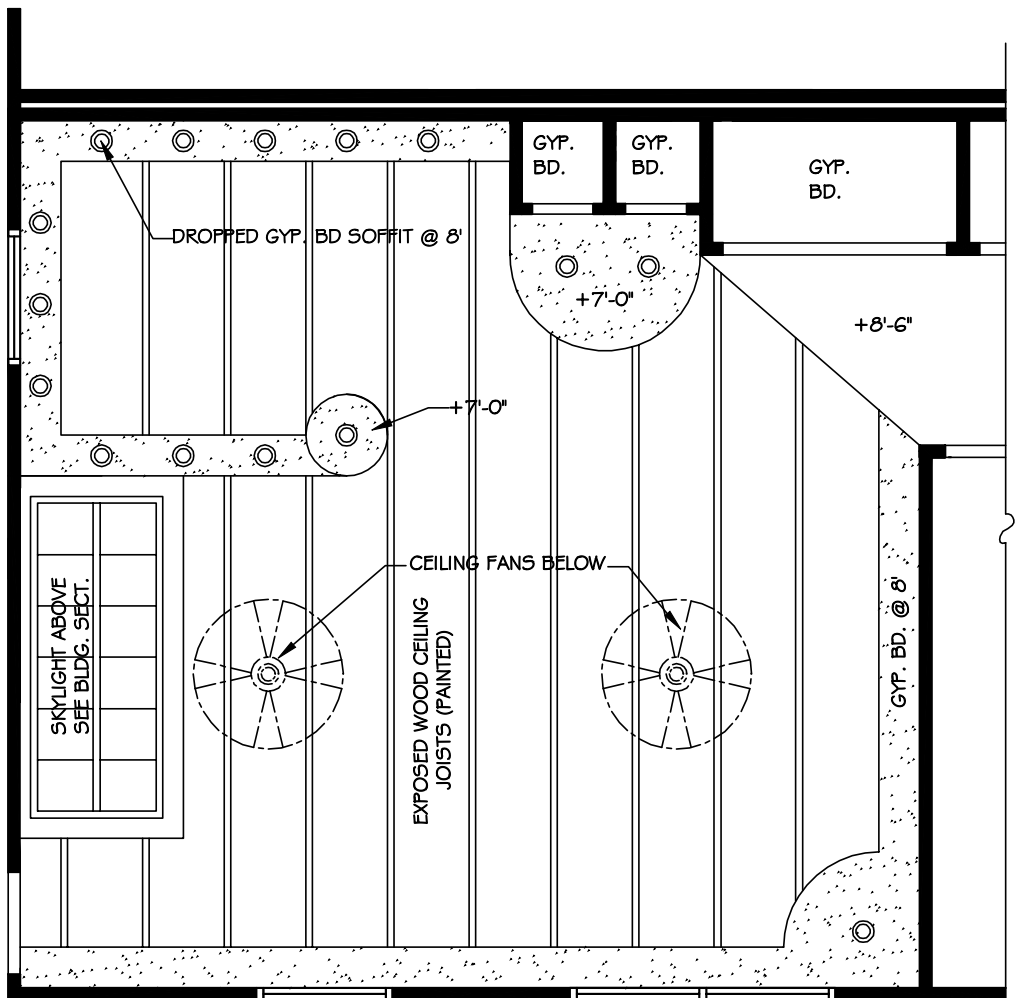 GYP.
BD.
GYP.
BD.
GYP.
BD.
DROPPED GYP. BD SOFFIT @ 8'
+7'-0"
+8'-6"
+7'-0"
CEILING FANS BELOW
SKYLIGHT ABOVE
SEE BLDG. SECT.
EXPOSED WOOD CEILING
JOISTS (PAINTED)
GYP. BD. @ 8'